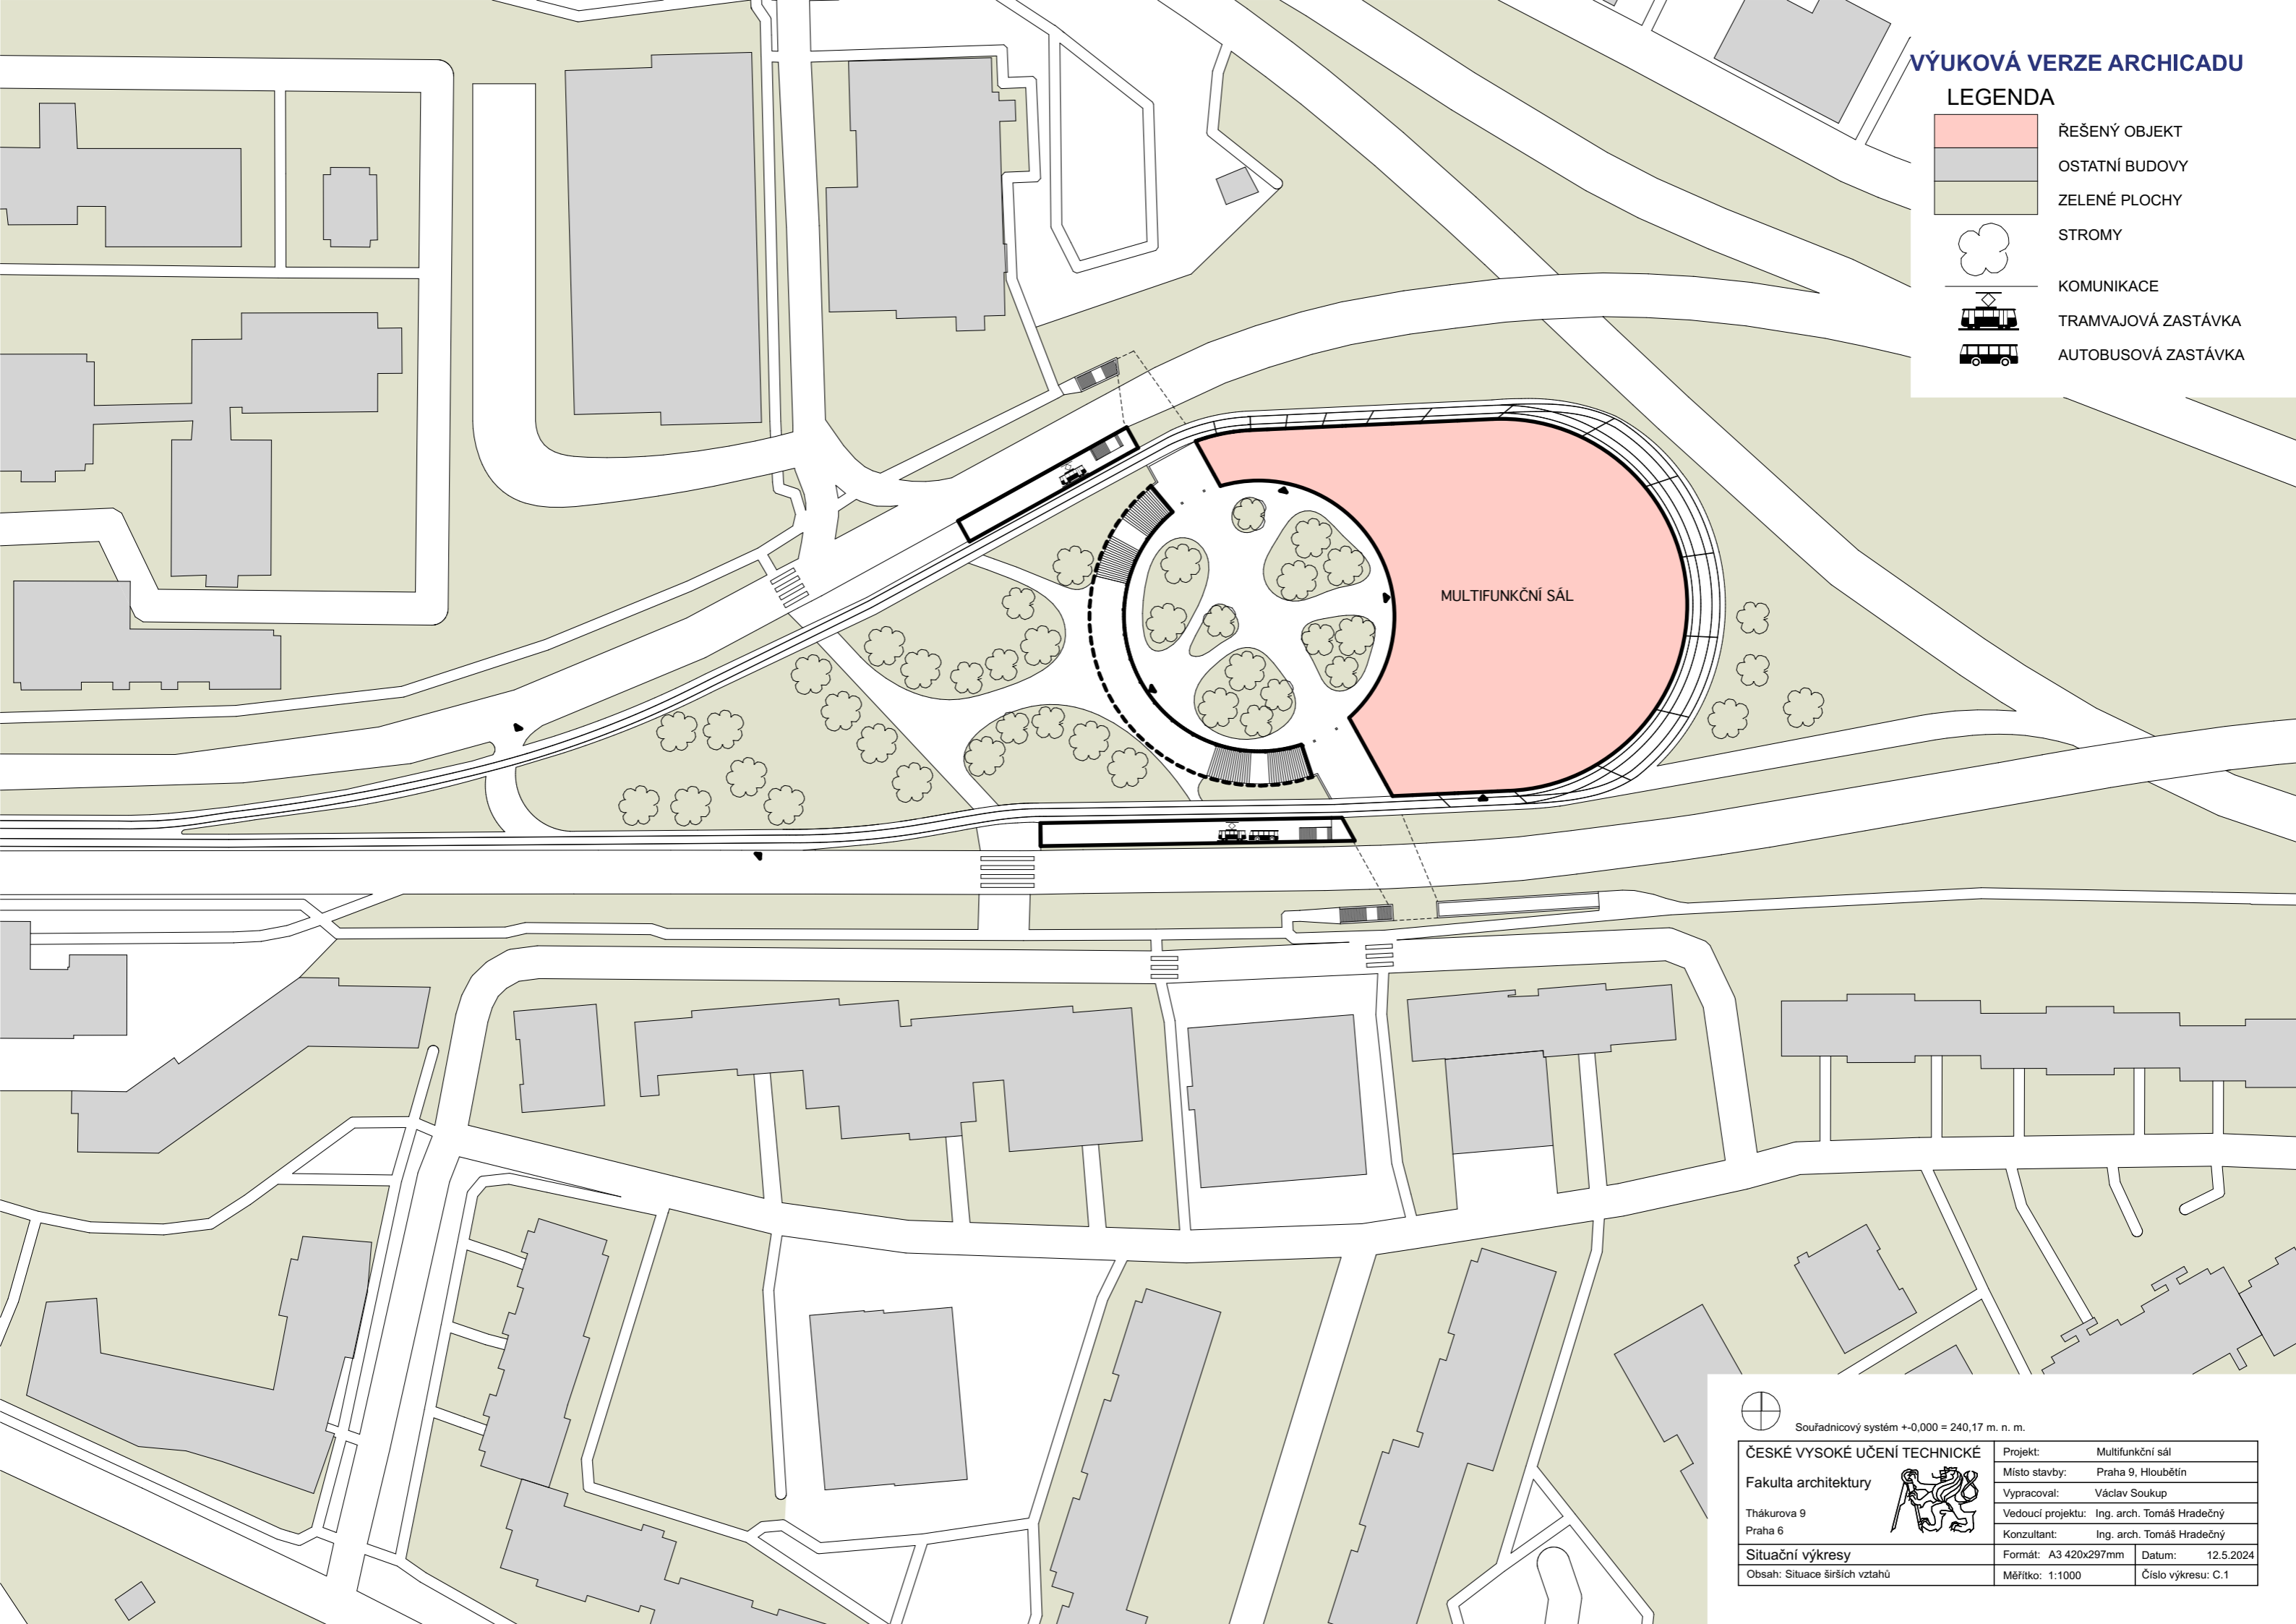 VÝUKOVÁ VERZE ARCHICADU
LEGENDA
ŘEŠENÝ OBJEKT
OSTATNÍ BUDOVY
ZELENÉ PLOCHY
STROMY
KOMUNIKACE
TRAMVAJOVÁ ZASTÁVKA
AUTOBUSOVÁ ZASTÁVKA
MULTIFUNKČNÍ SÁL
Souřadnicový systém +-0,000 = 240,17 m. n. m.
ČESKÉ VYSOKÉ UČENÍ TECHNICKÉ
Fakulta architektury
Thákurova 9
Praha 6
Situační výkresy
Obsah: Situace širších vztahů
Projekt: Multifunkční sál
Místo stavby: Praha 9, Hloubětín
Vypracoval: Václav Soukup
Vedoucí projektu: Ing. arch. Tomáš Hradečný
Konzultant: Ing. arch. Tomáš Hradečný
Formát: A3 420x297mm Datum: 12.5.2024
Měřítko: 1:1000 Číslo výkresu: C.1